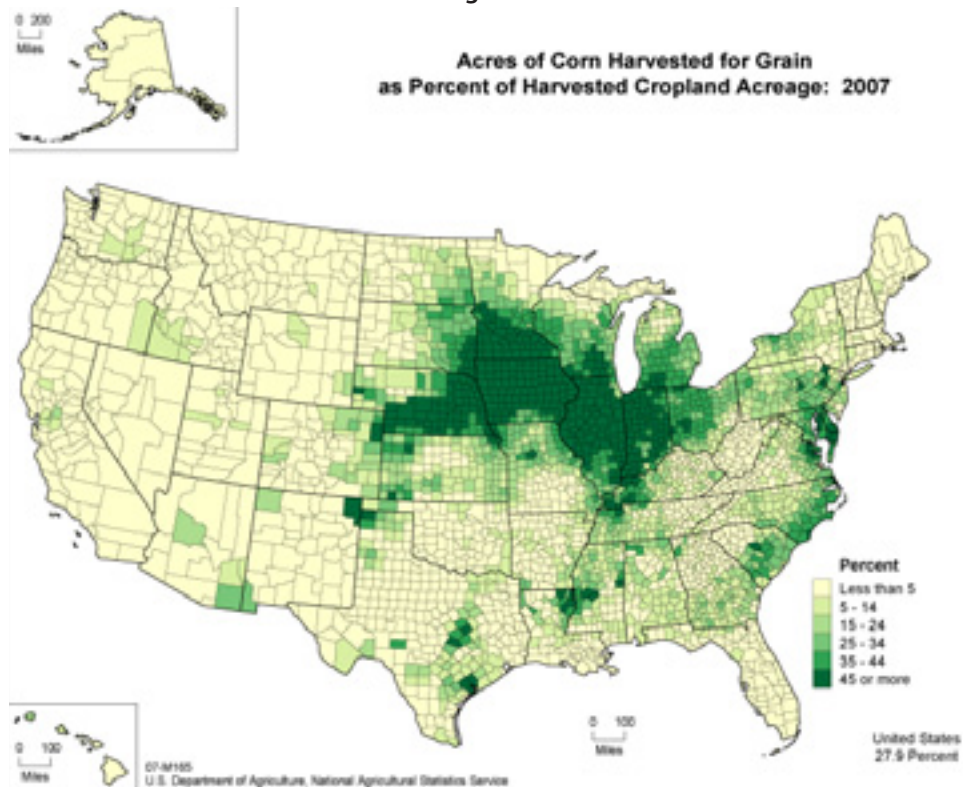 0 200
Miles
Acres of Corn Harvested for Grain
as Percent of Harvested Cropland Acreage: 2007
Percent
Less than 5
5 - 14
15 - 24
25 - 34
35 - 44
45 or more
0 100
Miles
0 100
Miles
United States
27.9 Percent
07-M165
U.S. Department of Agriculture, National Agricultural Statistics Service